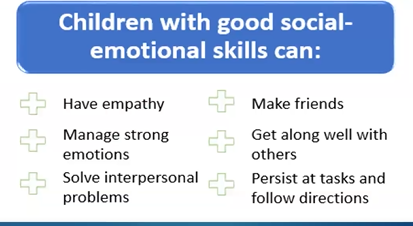 Children with good social-
emotional skills can:
Have empathy
Manage strong
emotions
Solve interpersonal
problems
Make friends
Get along well with
others
Persist at tasks and
follow directions